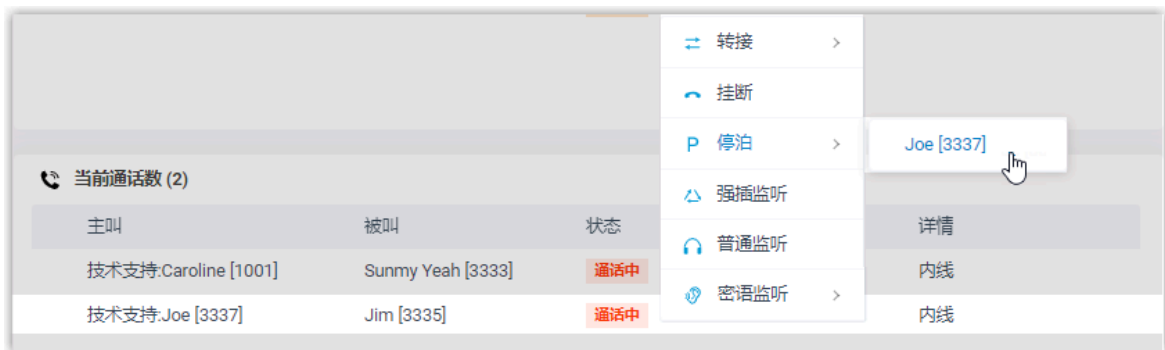 转接
挂断
P 停泊
Joe [3337]
强插监听
普通监听
密语监听
当前通话数 (2)
主叫 被叫 状态 详情
技术支持:Caroline [1001] Sunmy Yeah [3333] 通话中 内线
技术支持:Joe [3337] Jim [3335] 通话中 内线